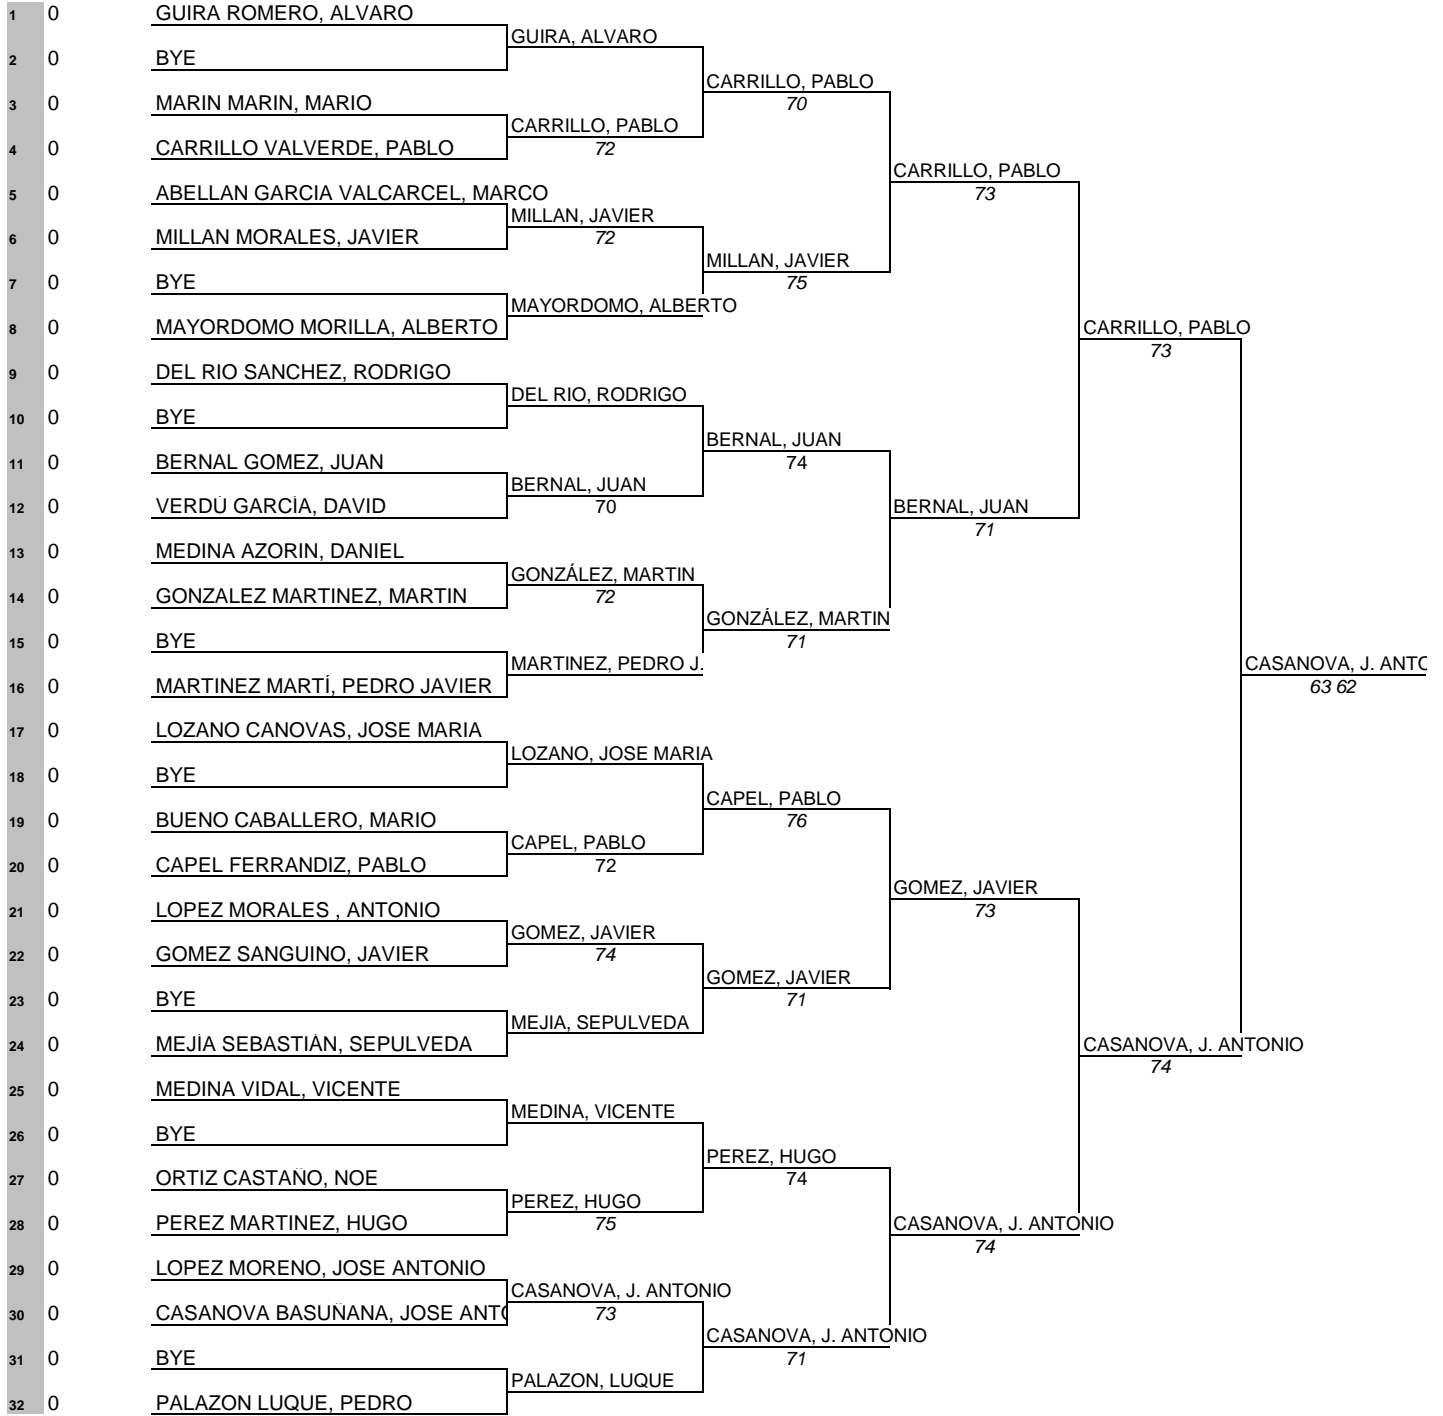 1 0 GUIRA ROMERO, ALVARO
GUIRA, ALVARO
2 0 BYE
CARRILLO, PABLO
3 0 MARIN MARIN, MARIO
70
CARRILLO, PABLO
4 0 CARRILLO VALVERDE, PABLO
72
CARRILLO, PABLO
5 0 ABELLAN GARCIA VALCARCEL, MARCO
73
MILLAN, JAVIER
6 0 MILLAN MORALES, JAVIER
72
MILLAN, JAVIER
7 0 BYE
75
MAYORDOMO, ALBERTO
8 0 MAYORDOMO MORILLA, ALBERTO
CARRILLO, PABLO
73
9 0 DEL RIO SANCHEZ, RODRIGO
DEL RIO, RODRIGO
10 0 BYE
BERNAL, JUAN
11 0 BERNAL GOMEZ, JUAN
74
BERNAL, JUAN
12 0 VERDÚ GARCÍA, DAVID
70
BERNAL, JUAN
71
13 0 MEDINA AZORIN, DANIEL
GONZÁLEZ, MARTIN
14 0 GONZALEZ MARTINEZ, MARTIN
72
GONZÁLEZ, MARTIN
15 0 BYE
71
MARTINEZ, PEDRO J.
CASANOVA, J. ANTO
16 0 MARTINEZ MARTÍ, PEDRO JAVIER
63 62
17 0 LOZANO CANOVAS, JOSE MARIA
LOZANO, JOSE MARIA
18 0 BYE
CAPEL, PABLO
19 0 BUENO CABALLERO, MARIO
76
CAPEL, PABLO
20 0 CAPEL FERRANDIZ, PABLO
72
GOMEZ, JAVIER
21 0 LOPEZ MORALES , ANTONIO
73
GOMEZ, JAVIER
22 0 GOMEZ SANGUINO, JAVIER
74
GOMEZ, JAVIER
23 0 BYE
71
MEJIA, SEPULVEDA
24 0 MEJÍA SEBASTIÁN, SEPULVEDA
CASANOVA, J. ANTONIO
74
25 0 MEDINA VIDAL, VICENTE
MEDINA, VICENTE
26 0 BYE
PEREZ, HUGO
27 0 ORTIZ CASTAÑO, NOE
74
PEREZ, HUGO
28 0 PEREZ MARTINEZ, HUGO
75
CASANOVA, J. ANTONIO
74
29 0 LOPEZ MORENO, JOSE ANTONIO
CASANOVA, J. ANTONIO
30 0 CASANOVA BASUÑANA, JOSE ANTO
73
CASANOVA, J. ANTONIO
31 0 BYE
71
PALAZON, LUQUE
32 0 PALAZON LUQUE, PEDRO